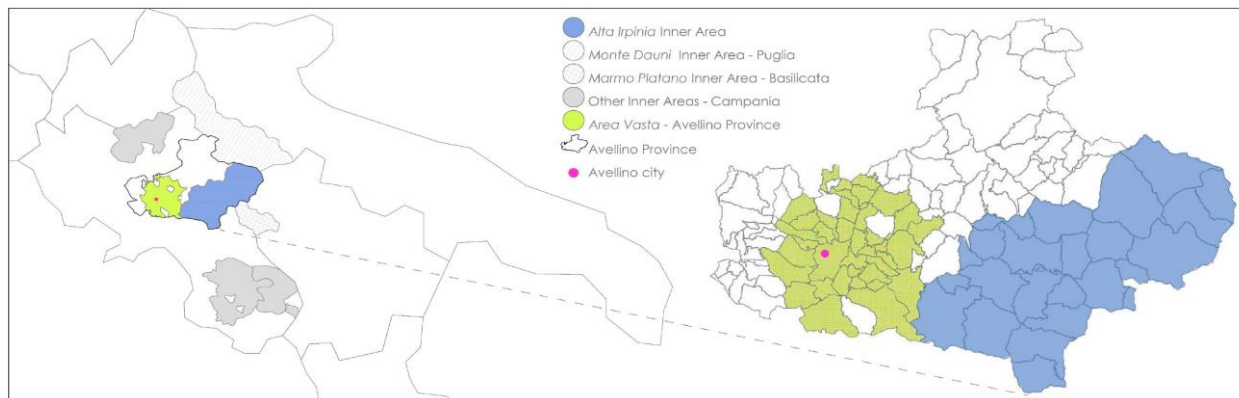 Alta Irpinia Inner Area
Monte Dauni Inner Area - Puglia
Marmo Platano Inner Area - Basilicata
Other Inner Areas - Campania
Area Vasta - Avellino Province
Avellino Province
Avellino city